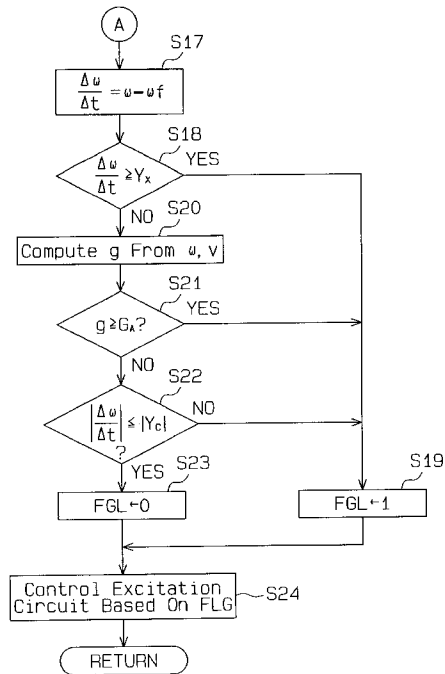 A
S17
Δω/Δt = ω-ωf
S18
Δω/Δt ≥Yx
YES
NO
S20
Compute g From ω,v
S21
YES
g≥GA?
NO
S22
NO
|Δω/Δt| ≤ |Yc|
?
YES
S23
S19
FGL←0
FGL←1
Control Excitation
Circuit Based On FLG
S24
RETURN